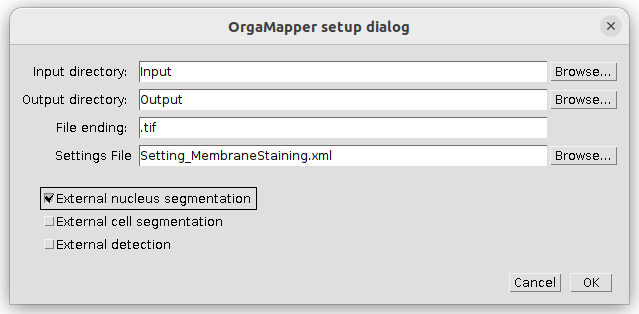 OrgaMapper setup dialog
Input directory: Input Browse...
Output directory: Output Browse...
File ending: .tif
Settings File Setting_MembraneStaining.xml Browse...
External nucleus segmentation
External cell segmentation
External detection
Cancel OK